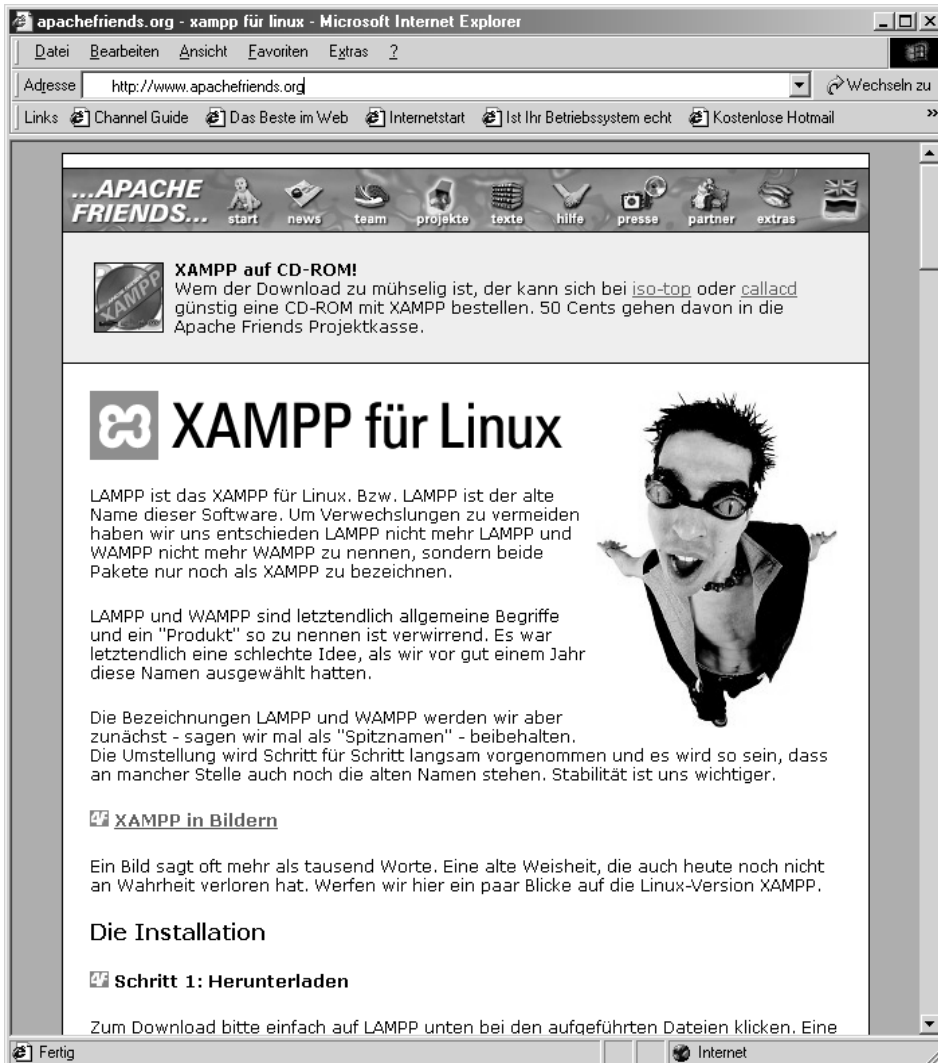 apachefriends.org - xampp für linux - Microsoft Internet Explorer
Datei Bearbeiten Ansicht Favoriten Extras ?
Adresse http://www.apachefriends.org Wechseln zu
Links Channel Guide Das Beste im Web Internetstart Ist Ihr Betriebssystem echt Kostenlose Hotmail »
...APACHE
FRIENDS...
start news team projekte texte hilfe presse partner extras
XAMPP
XAMPP auf CD-ROM!
Wem der Download zu mühselig ist, der kann sich bei iso-top oder callacd
günstig eine CD-ROM mit XAMPP bestellen. 50 Cents gehen davon in die
Apache Friends Projektkasse.
XAMPP für Linux
LAMPP ist das XAMPP für Linux. Bzw. LAMPP ist der alte
Name dieser Software. Um Verwechslungen zu vermeiden
haben wir uns entschieden LAMPP nicht mehr LAMPP und
WAMPP nicht mehr WAMPP zu nennen, sondern beide
Pakete nur noch als XAMPP zu bezeichnen.
LAMPP und WAMPP sind letztendlich allgemeine Begriffe
und ein "Produkt" so zu nennen ist verwirrend. Es war
letztendlich eine schlechte Idee, als wir vor gut einem Jahr
diese Namen ausgewählt hatten.
Die Bezeichnungen LAMPP und WAMPP werden wir aber
zunächst - sagen wir mal als "Spitznamen" - beibehalten.
Die Umstellung wird Schritt für Schritt langsam vorgenommen und es wird so sein, dass
an mancher Stelle auch noch die alten Namen stehen. Stabilität ist uns wichtiger.
XAMPP in Bildern
Ein Bild sagt oft mehr als tausend Worte. Eine alte Weisheit, die auch heute noch nicht
an Wahrheit verloren hat. Werfen wir hier ein paar Blicke auf die Linux-Version XAMPP.
Die Installation
Schritt 1: Herunterladen
Zum Download bitte einfach auf LAMPP unten bei den aufgeführten Dateien klicken. Eine
Fertig Internet